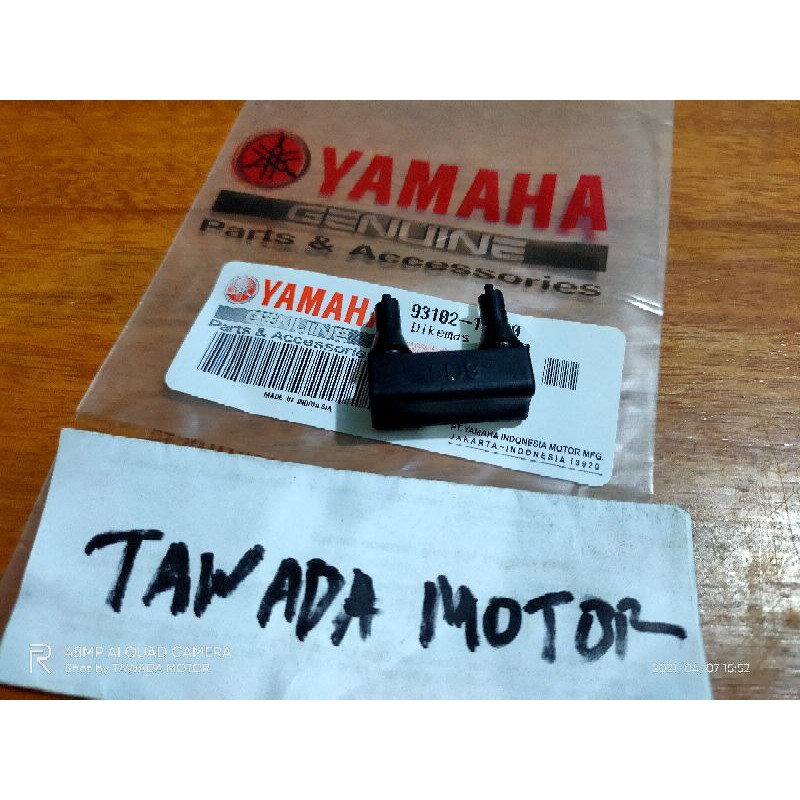 YAMAHA
GENUINE
Parts & Accessories
YAMAHA
GENUINE
Parts & Accessories
93102-1
Dikemas
MADE IN INDONESIA
PT. YAMAHA INDONESIA MOTOR MFG.
JAKARTA-INDONESIA 13920
TAWADA MOTOR
48MP AI QUAD CAMERA
Shot by TAWADA MOTOR
2021/04/07 15:52